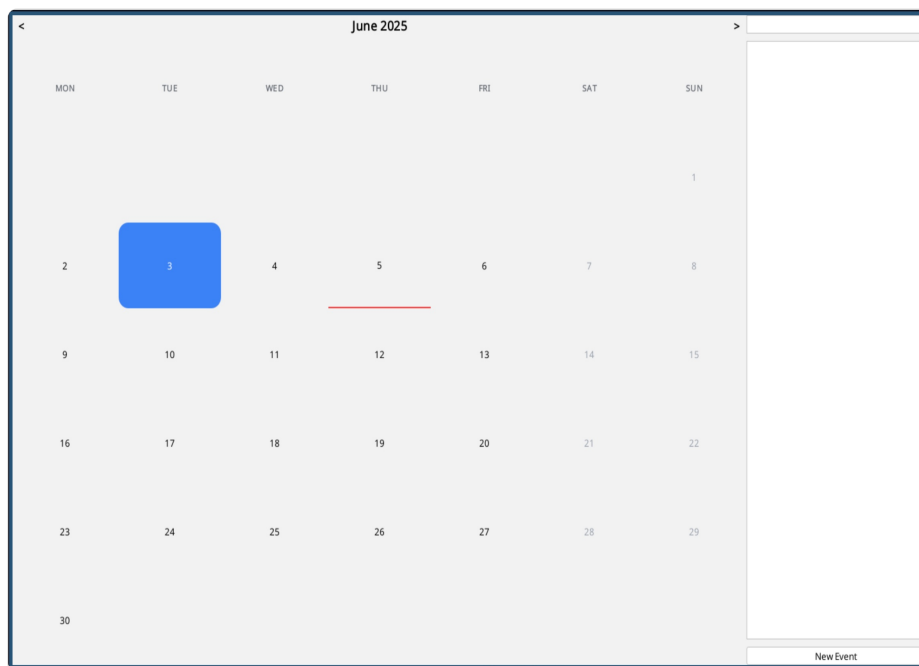 < June 2025 >
MON TUE WED THU FRI SAT SUN
1
2 3 4 5 6 7 8
9 10 11 12 13 14 15
16 17 18 19 20 21 22
23 24 25 26 27 28 29
30
New Event